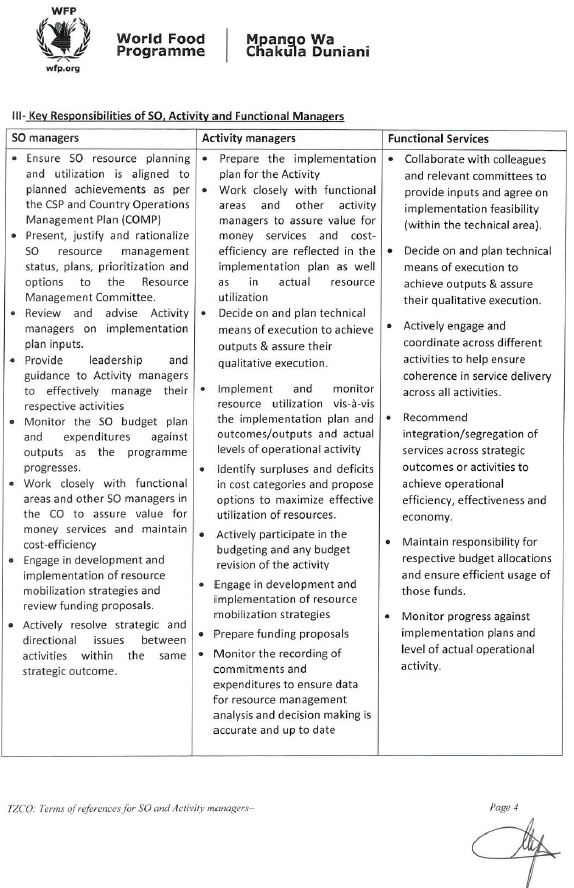 WFP
wfp.org
World Food
Programme
Mpango Wa
Chakula Duniani
III- Key Responsibilities of SO, Activity and Functional Managers
SO managers
• Ensure SO resource planning
and utilization is aligned to
planned achievements as per
the CSP and Country Operations
Management Plan (COMP)
• Present, justify and rationalize
SO resource management
status, plans, prioritization and
options to the Resource
Management Committee.
• Review and advise Activity
managers on implementation
plan inputs.
• Provide leadership and
guidance to Activity managers
to effectively manage their
respective activities
• Monitor the SO budget plan
and expenditures against
outputs as the programme
progresses.
• Work closely with functional
areas and other SO managers in
the CO to assure value for
money services and maintain
cost-efficiency
• Engage in development and
implementation of resource
mobilization strategies and
review funding proposals.
• Actively resolve strategic and
directional issues between
activities within the same
strategic outcome.
Activity managers
• Prepare the implementation
plan for the Activity
• Work closely with functional
areas and other activity
managers to assure value for
money services and cost-
efficiency are reflected in the
implementation plan as well
as in actual resource
utilization
• Decide on and plan technical
means of execution to achieve
outputs & assure their
qualitative execution.
• Implement and monitor
resource utilization vis-à-vis
the implementation plan and
outcomes/outputs and actual
levels of operational activity
• Identify surpluses and deficits
in cost categories and propose
options to maximize effective
utilization of resources.
• Actively participate in the
budgeting and any budget
revision of the activity
• Engage in development and
implementation of resource
mobilization strategies
• Prepare funding proposals
• Monitor the recording of
commitments and
expenditures to ensure data
for resource management
analysis and decision making is
accurate and up to date
Functional Services
• Collaborate with colleagues
and relevant committees to
provide inputs and agree on
implementation feasibility
(within the technical area).
• Decide on and plan technical
means of execution to
achieve outputs & assure
their qualitative execution.
• Actively engage and
coordinate across different
activities to help ensure
coherence in service delivery
across all activities.
• Recommend
integration/segregation of
services across strategic
outcomes or activities to
achieve operational
efficiency, effectiveness and
economy.
• Maintain responsibility for
respective budget allocations
and ensure efficient usage of
those funds.
• Monitor progress against
implementation plans and
level of actual operational
activity.
TZCO: Terms of references for SO and Activity managers–
Page 4